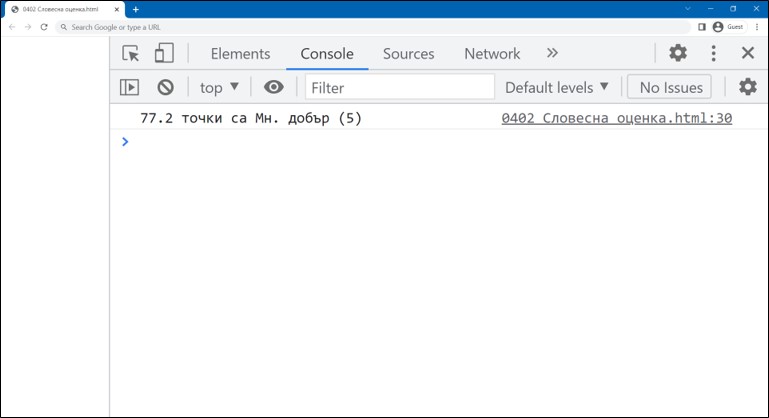 0402 Словесна оценка.html
Search Google or type a URL
Guest
Elements Console Sources Network
top Filter Default levels No Issues
77.2 точки са Мн. добър (5) 0402 Словесна оценка.html:30